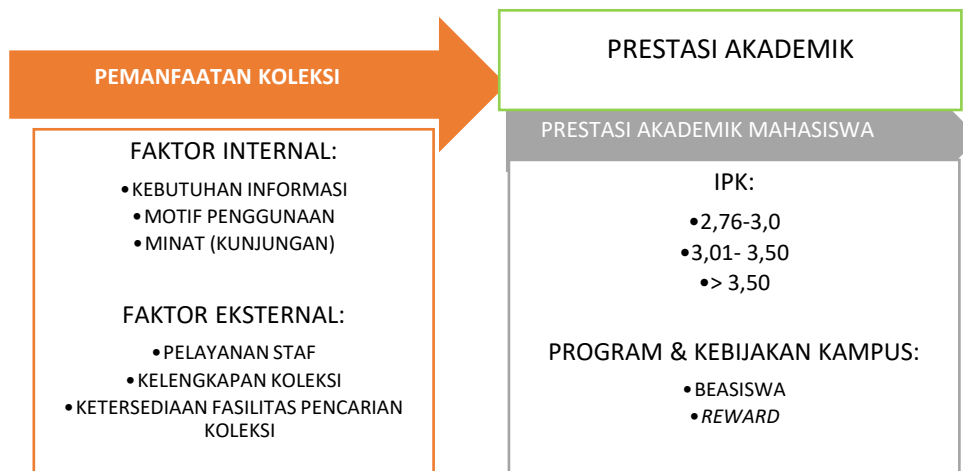 PEMANFAATAN KOLEKSI
FAKTOR INTERNAL:
•KEBUTUHAN INFORMASI
•MOTIF PENGGUNAAN
•MINAT (KUNJUNGAN)
FAKTOR EKSTERNAL:
•PELAYANAN STAF
•KELENGKAPAN KOLEKSI
•KETERSEDIAAN FASILITAS PENCARIAN
KOLEKSI
PRESTASI AKADEMIK
PRESTASI AKADEMIK MAHASISWA
IPK:
•2,76-3,0
•3,01- 3,50
•> 3,50
PROGRAM & KEBIJAKAN KAMPUS:
•BEASISWA
•REWARD